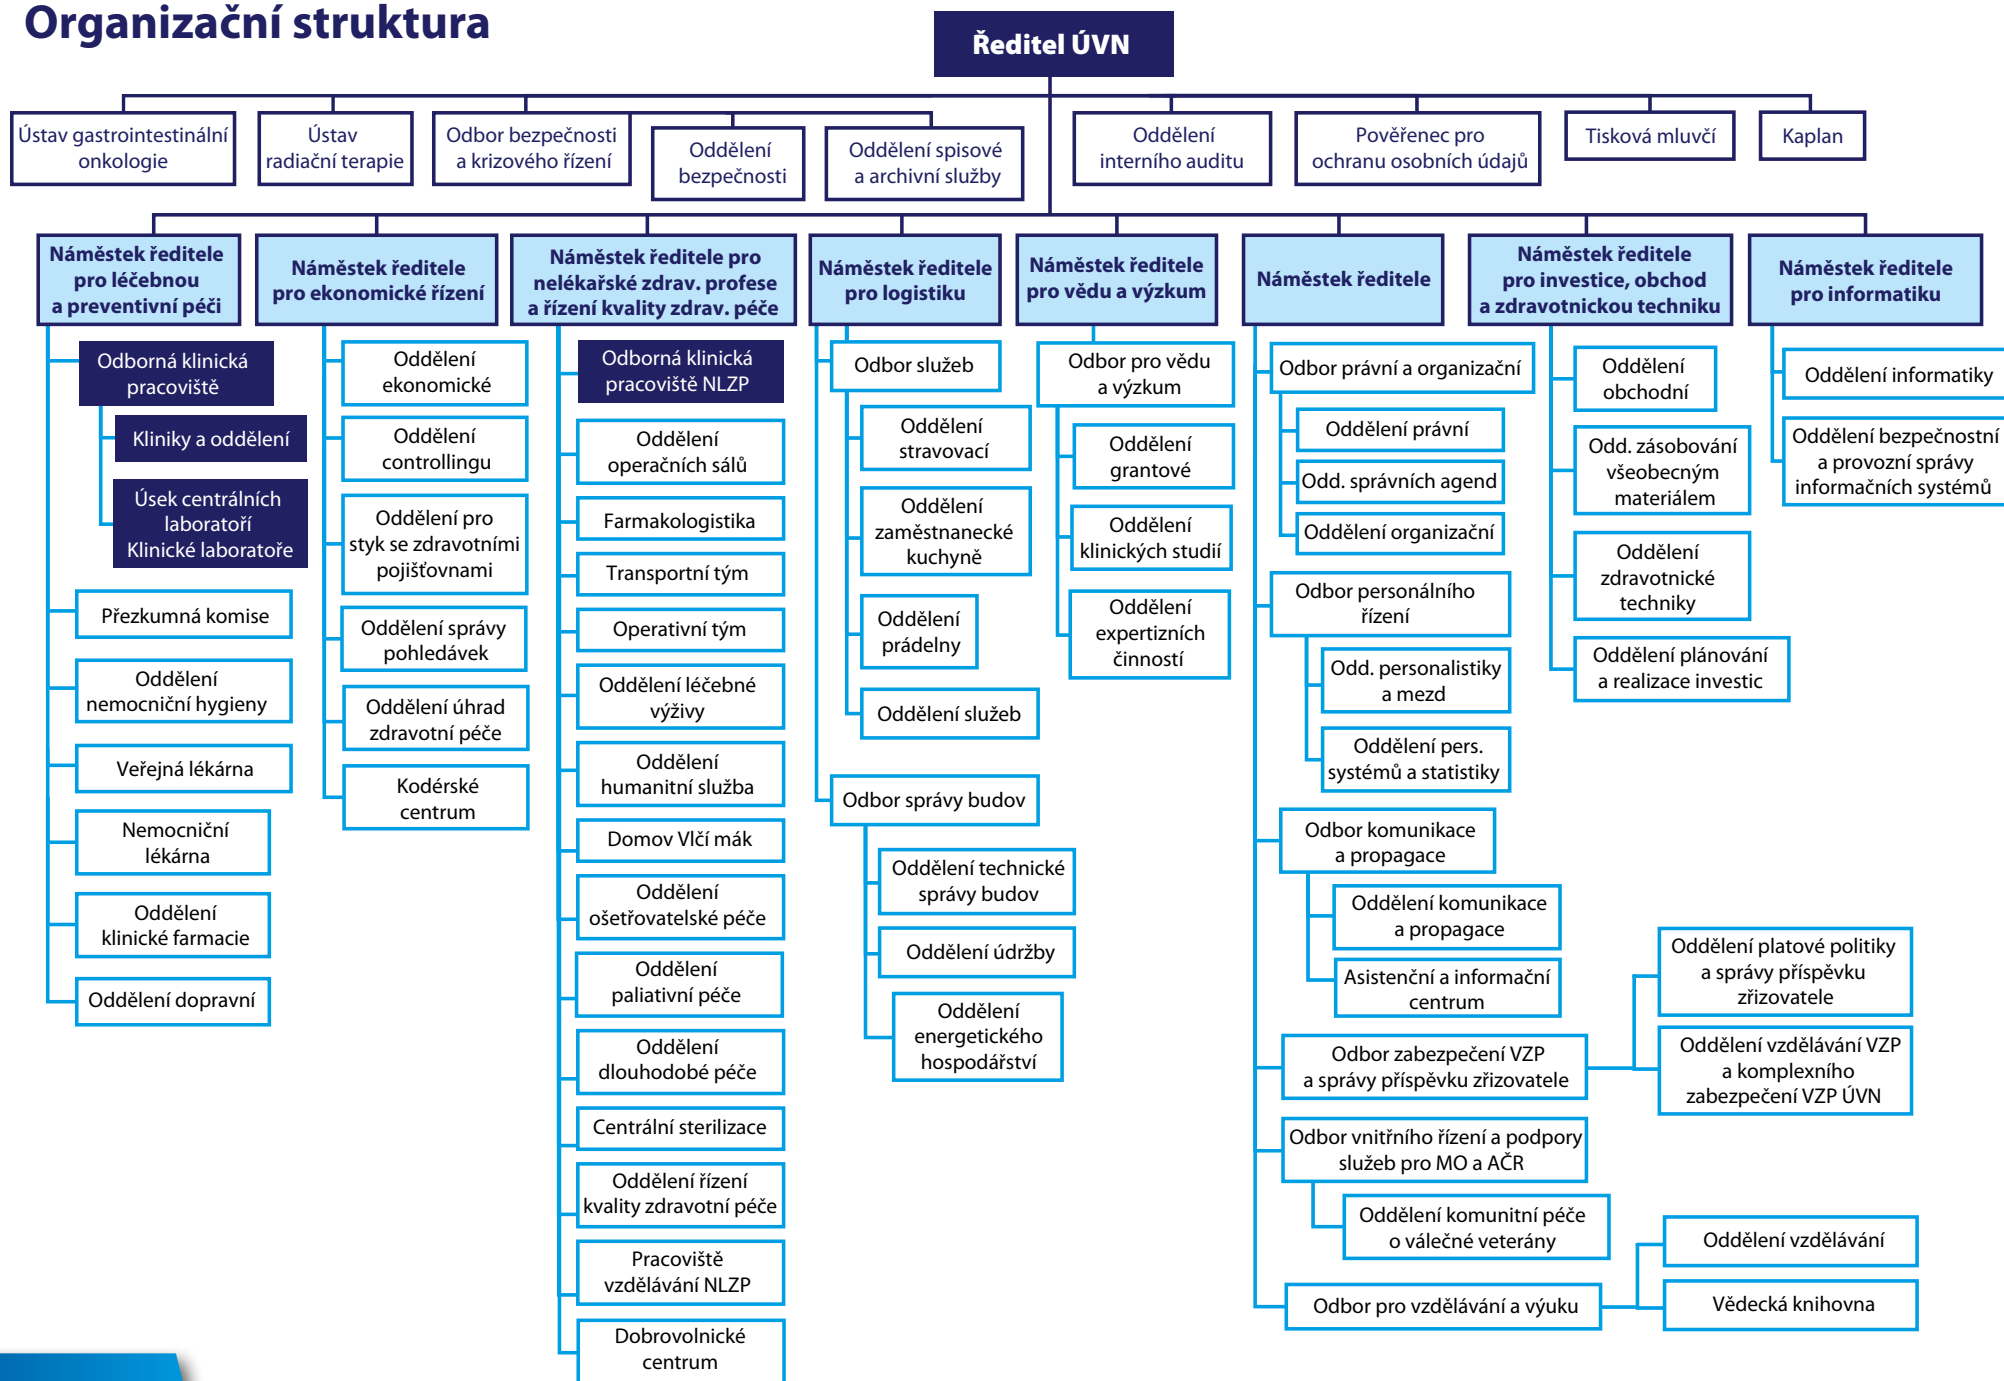 Organizační struktura
Ředitel ÚVN
Ústav gastrointestinální
onkologie
Ústav
radiační terapie
Odbor bezpečnosti
a krizového řízení
Oddělení
bezpečnosti
Oddělení spisové
a archivní služby
Oddělení
interního auditu
Pověřenec pro
ochranu osobních údajů
Tisková mluvčí
Kaplan
Náměstek ředitele
pro léčebnou
a preventivní péči
Odborná klinická
pracoviště
Kliniky a oddělení
Úsek centrálních
laboratoří
Klinické laboratoře
Přezkumná komise
Oddělení
nemocniční hygieny
Veřejná lékárna
Nemocniční
lékárna
Oddělení
klinické farmacie
Oddělení dopravní
Náměstek ředitele
pro ekonomické řízení
Oddělení
ekonomické
Oddělení
controllingu
Oddělení pro
styk se zdravotními
pojišťovnami
Oddělení správy
pohledávek
Oddělení úhrad
zdravotní péče
Kodérské
centrum
Náměstek ředitele pro
nelékařské zdrav. profese
a řízení kvality zdrav. péče
Odborná klinická
pracoviště NLZP
Oddělení
operačních sálů
Farmakologistika
Transportní tým
Operativní tým
Oddělení léčebné
výživy
Oddělení
humanitní služba
Domov Vlčí mák
Oddělení
ošetřovatelské péče
Oddělení
paliativní péče
Oddělení
dlouhodobé péče
Centrální sterilizace
Oddělení řízení
kvality zdravotní péče
Pracoviště
vzdělávání NLZP
Dobrovolnické
centrum
Náměstek ředitele
pro logistiku
Odbor služeb
Oddělení
stravovací
Oddělení
zaměstnanecké
kuchyně
Oddělení
prádelny
Oddělení služeb
Odbor správy budov
Oddělení technické
správy budov
Oddělení údržby
Oddělení
energetického
hospodářství
Náměstek ředitele
pro vědu a výzkum
Odbor pro vědu
a výzkum
Oddělení
grantové
Oddělení
klinických studií
Oddělení
expertizních
činností
Náměstek ředitele
Odbor právní a organizační
Oddělení právní
Odd. správních agend
Oddělení organizační
Odbor personálního
řízení
Odd. personalistiky
a mezd
Oddělení pers.
systémů a statistiky
Odbor komunikace
a propagace
Oddělení komunikace
a propagace
Asistenční a informační
centrum
Odbor zabezpečení VZP
a správy příspěvku zřizovatele
Oddělení platové politiky
a správy příspěvku
zřizovatele
Oddělení vzdělávání VZP
a komplexního
zabezpečení VZP ÚVN
Odbor vnitřního řízení a podpory
služeb pro MO a AČR
Oddělení komunitní péče
o válečné veterány
Odbor pro vzdělávání a výuku
Oddělení vzdělávání
Vědecká knihovna
Náměstek ředitele
pro investice, obchod
a zdravotnickou techniku
Oddělení
obchodní
Odd. zásobování
všeobecným
materiálem
Oddělení
zdravotnické
techniky
Oddělení plánování
a realizace investic
Náměstek ředitele
pro informatiku
Oddělení informatiky
Oddělení bezpečnostní
a provozní správy
informačních systémů